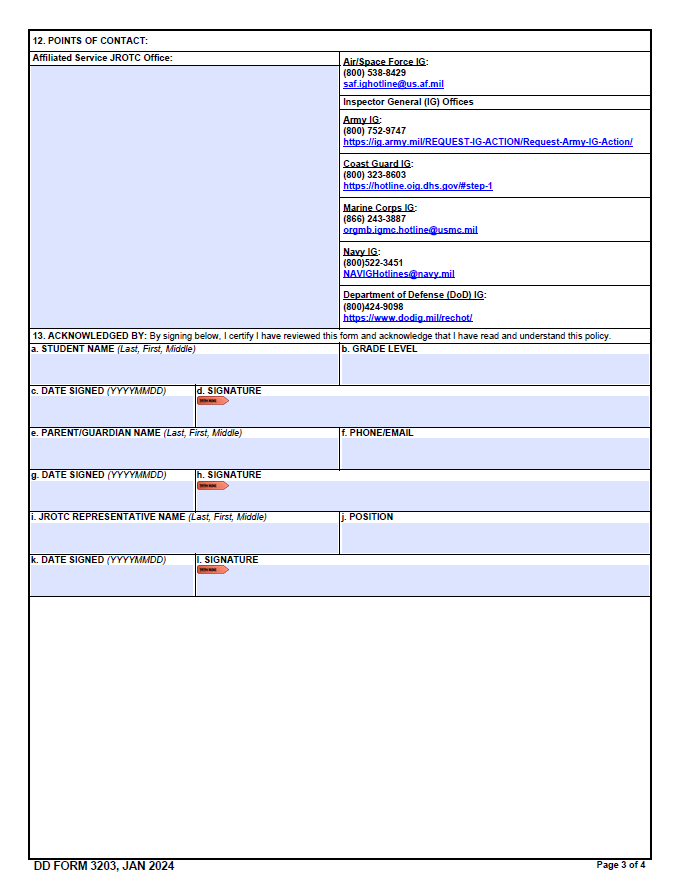 12. POINTS OF CONTACT:
Affiliated Service JROTC Office:
Air/Space Force IG:
(800) 538-8429
saf.ighotline@us.af.mil
Inspector General (IG) Offices
Army IG:
(800) 752-9747
https://ig.army.mil/REQUEST-IG-ACTION/Request-Army-IG-Action/
Coast Guard IG:
(800) 323-8603
https://hotline.oig.dhs.gov/#step-1
Marine Corps IG:
(866) 243-3887
orgmb.igmc.hotline@usmc.mil
Navy IG:
(800)522-3451
NAVIGHotlines@navy.mil
Department of Defense (DoD) IG:
(800)424-9098
https://www.dodig.mil/rechot/
13. ACKNOWLEDGED BY: By signing below, I certify I have reviewed this form and acknowledge that I have read and understand this policy.
a. STUDENT NAME (Last, First, Middle)
b. GRADE LEVEL
c. DATE SIGNED (YYYYMMDD)
d. SIGNATURE
e. PARENT/GUARDIAN NAME (Last, First, Middle)
f. PHONE/EMAIL
g. DATE SIGNED (YYYYMMDD)
h. SIGNATURE
i. JROTC REPRESENTATIVE NAME (Last, First, Middle)
j. POSITION
k. DATE SIGNED (YYYYMMDD)
l. SIGNATURE
DD FORM 3203, JAN 2024
Page 3 of 4